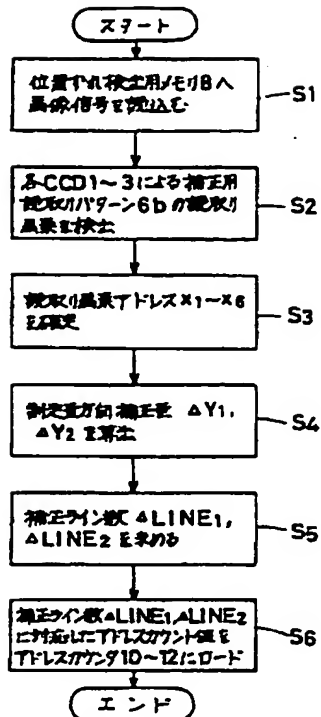 スタート
位置ずれ検出用メモリ8へ
画像信号を読込む
S1
各CCD1~3による補正用
読取りパターン6bの読取り
画素を検出
S2
読取り画素アドレスx1~x6
を確定
S3
副走査方向補正量 ΔY1,
ΔY2 を算出
S4
補正ライン数 ΔLINE1,
ΔLINE2 を求める
S5
補正ライン数ΔLINE1,ΔLINE2
に対応したアドレスカウント値を
アドレスカウンタ10~12にロード
S6
エンド